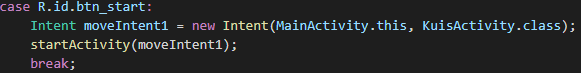 case R.id.btn_start:
    Intent moveIntent1 = new Intent(MainActivity.this, KuisActivity.class);
    startActivity(moveIntent1);
    break;